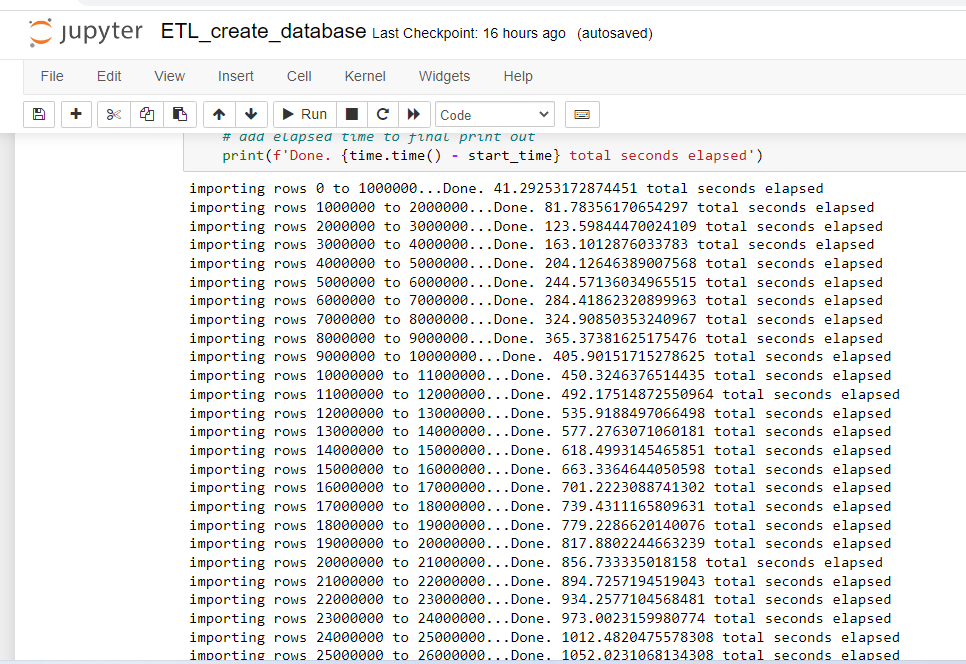 jupyter ETL_create_database Last Checkpoint: 16 hours ago (autosaved)
File Edit View Insert Cell Kernel Widgets Help
Run Code
# add elapsed time to final print out
print(f'Done. {time.time() - start_time} total seconds elapsed')
importing rows 0 to 1000000...Done. 41.29253172874451 total seconds elapsed
importing rows 1000000 to 2000000...Done. 81.78356170654297 total seconds elapsed
importing rows 2000000 to 3000000...Done. 123.59844470024109 total seconds elapsed
importing rows 3000000 to 4000000...Done. 163.1012876033783 total seconds elapsed
importing rows 4000000 to 5000000...Done. 204.12646389007568 total seconds elapsed
importing rows 5000000 to 6000000...Done. 244.57136034965515 total seconds elapsed
importing rows 6000000 to 7000000...Done. 284.41862320899963 total seconds elapsed
importing rows 7000000 to 8000000...Done. 324.90850353240967 total seconds elapsed
importing rows 8000000 to 9000000...Done. 365.37381625175476 total seconds elapsed
importing rows 9000000 to 10000000...Done. 405.90151715278625 total seconds elapsed
importing rows 10000000 to 11000000...Done. 450.3246376514435 total seconds elapsed
importing rows 11000000 to 12000000...Done. 492.17514872550964 total seconds elapsed
importing rows 12000000 to 13000000...Done. 535.9188497066498 total seconds elapsed
importing rows 13000000 to 14000000...Done. 577.2763071060181 total seconds elapsed
importing rows 14000000 to 15000000...Done. 618.4993145465851 total seconds elapsed
importing rows 15000000 to 16000000...Done. 663.3364644050598 total seconds elapsed
importing rows 16000000 to 17000000...Done. 701.2223088741302 total seconds elapsed
importing rows 17000000 to 18000000...Done. 739.4311165809631 total seconds elapsed
importing rows 18000000 to 19000000...Done. 779.2286620140076 total seconds elapsed
importing rows 19000000 to 20000000...Done. 817.8802244663239 total seconds elapsed
importing rows 20000000 to 21000000...Done. 856.733335018158 total seconds elapsed
importing rows 21000000 to 22000000...Done. 894.7257194519043 total seconds elapsed
importing rows 22000000 to 23000000...Done. 934.2577104568481 total seconds elapsed
importing rows 23000000 to 24000000...Done. 973.0023159980774 total seconds elapsed
importing rows 24000000 to 25000000...Done. 1012.4820475578308 total seconds elapsed
importing rows 25000000 to 26000000...Done. 1052.0231068134308 total seconds elapsed